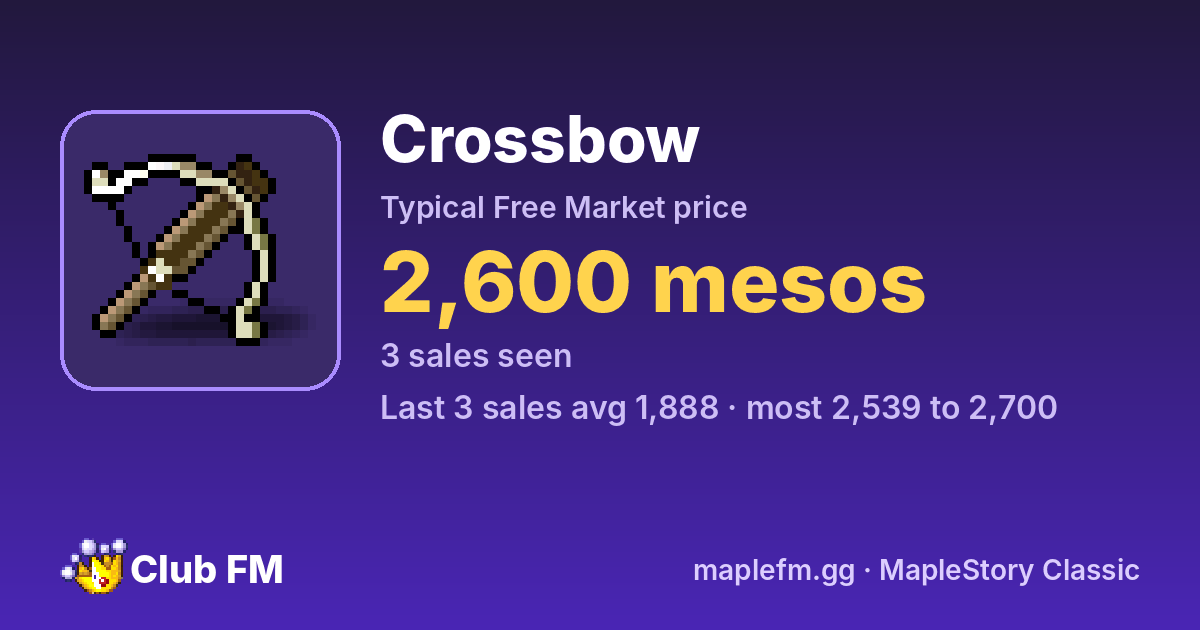 Crossbow
Typical Free Market price
2,600 mesos
3 sales seen
Last 3 sales avg 1,888 · most 2,539 to 2,700
Club FM
maplefm.gg · MapleStory Classic